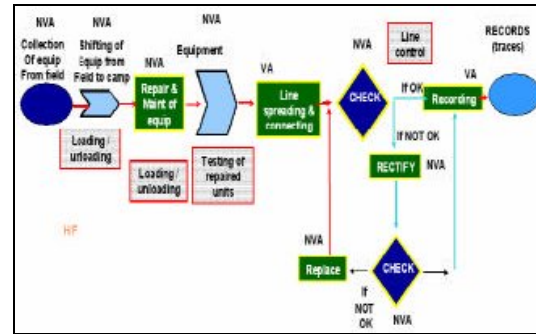 NVA
Collection
Of equip
From field
NVA
Shifting of
Equip from
Field to camp
NVA
Repair &
Maint of
equip
NVA
Equipment
VA
Line
spreading &
connecting
NVA
CHECK
Line
control
If OK
VA
Recording
RECORDS
(traces)
Loading /
unloading
Loading /
unloading
Testing of
repaired
units
If NOT OK
RECTIFY
NVA
NVA
Replace
CHECK
If
NOT
OK
NVA
HF